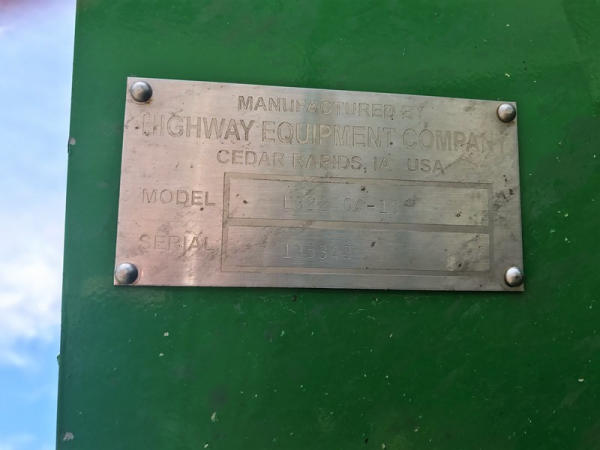 MANUFACTURED BY
HIGHWAY EQUIPMENT COMPANY
CEDAR RAPIDS, IA USA
MODEL
SERIAL